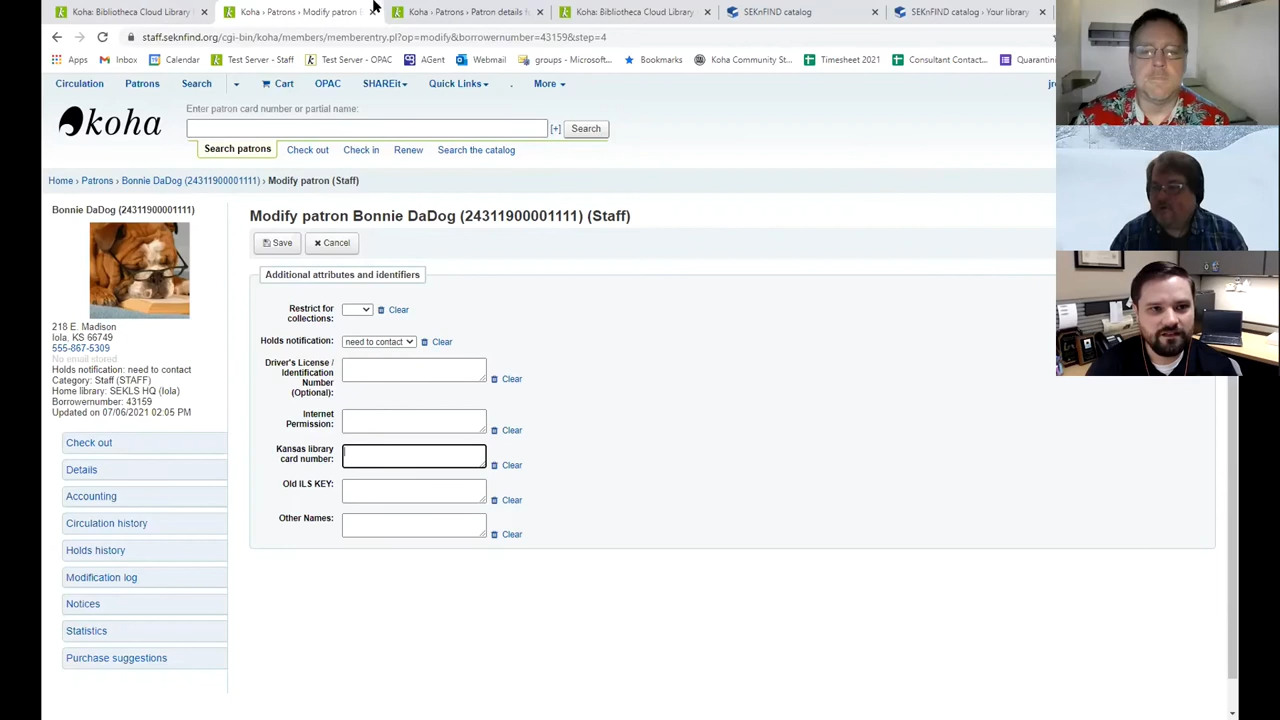 Koha: Bibliotheca Cloud Library
Koha › Patrons › Modify patron
Koha › Patrons › Patron details f
Koha: Bibliotheca Cloud Library
SEKnFIND catalog
SEKnFIND catalog › Your library
staff.seknfind.org/cgi-bin/koha/members/memberentry.pl?op=modify&borrowernumber=43159&step=4
Apps Inbox Calendar Test Server - Staff Test Server - OPAC AGent Webmail groups - Microsoft... Bookmarks Koha Community St... Timesheet 2021 Consultant Contact... Quarantin
Circulation Patrons Search Cart OPAC SHAREit Quick Links . More
Enter patron card number or partial name:
koha
[+] Search
Search patrons Check out Check in Renew Search the catalog
Home › Patrons › Bonnie DaDog (24311900001111) › Modify patron (Staff)
Bonnie DaDog (24311900001111)
218 E. Madison
Iola, KS 66749
555-867-5309
No email stored
Holds notification: need to contact
Category: Staff (STAFF)
Home library: SEKLS HQ (Iola)
Borrowernumber: 43159
Updated on 07/06/2021 02:05 PM
Check out
Details
Accounting
Circulation history
Holds history
Modification log
Notices
Statistics
Purchase suggestions
Modify patron Bonnie DaDog (24311900001111) (Staff)
Save Cancel
Additional attributes and identifiers
Restrict for
collections:
Clear
Holds notification: need to contact Clear
Driver's License /
Identification
Number
(Optional):
Clear
Internet
Permission:
Clear
Kansas library
card number:
Clear
Old ILS KEY:
Clear
Other Names:
Clear